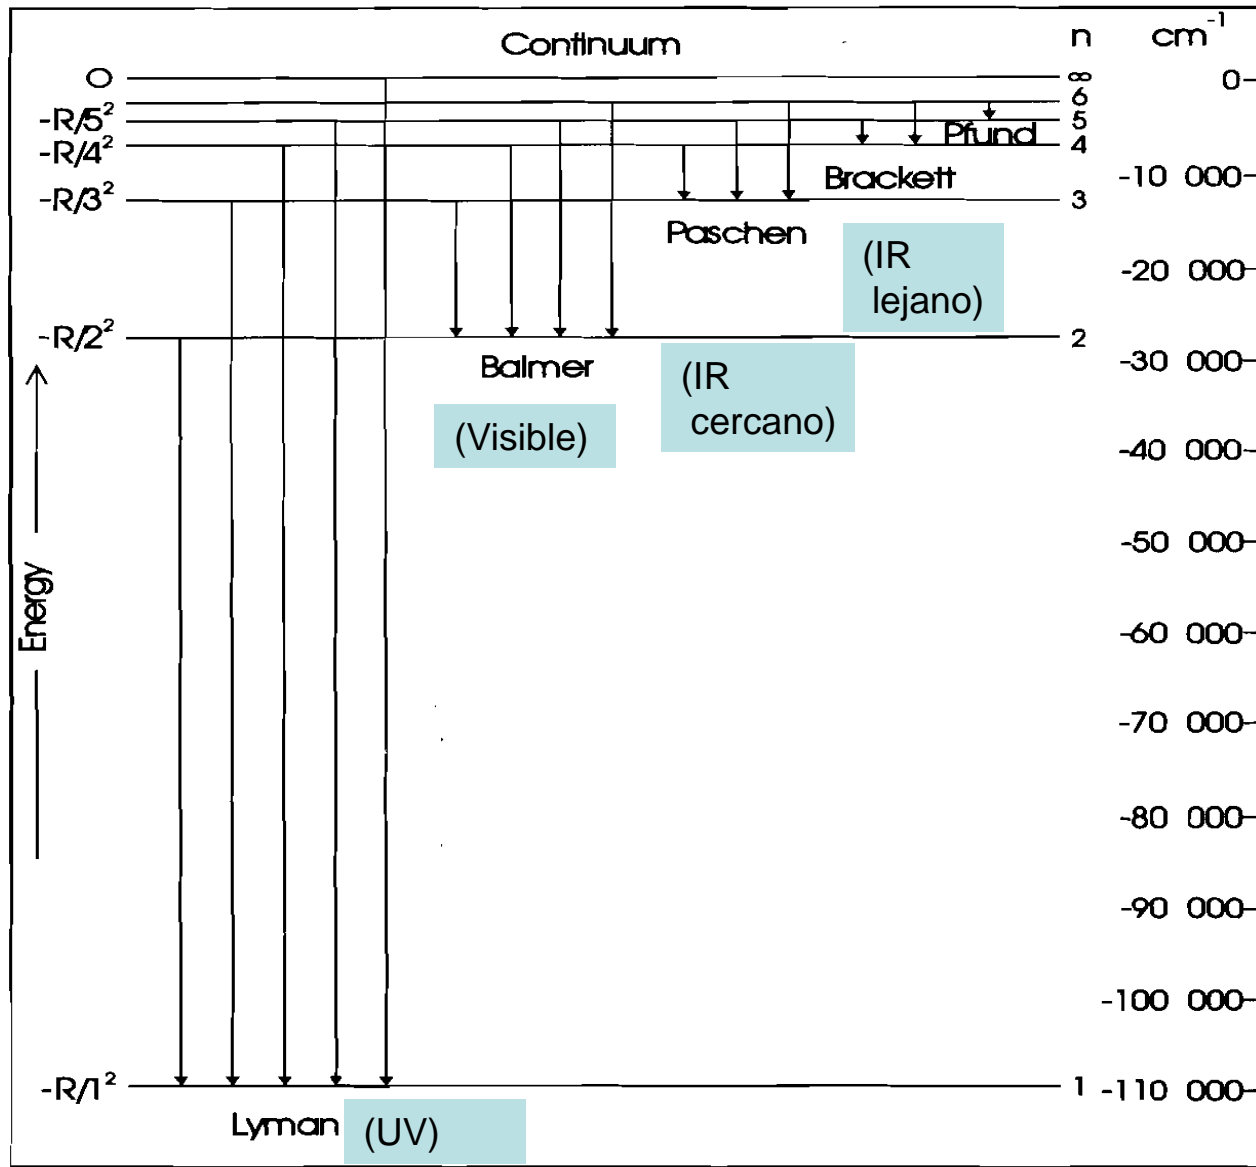 Continuum
n
cm⁻¹
O
∞
0
6
-R/5²
5
Pfund
-R/4²
4
Brackett
-10 000
-R/3²
3
Paschen
(IR
lejano)
-20 000
-R/2²
2
Balmer
(IR
cercano)
-30 000
(Visible)
-40 000
-50 000
Energy
-60 000
-70 000
-80 000
-90 000
-100 000
-R/1²
1
-110 000
Lyman
(UV)